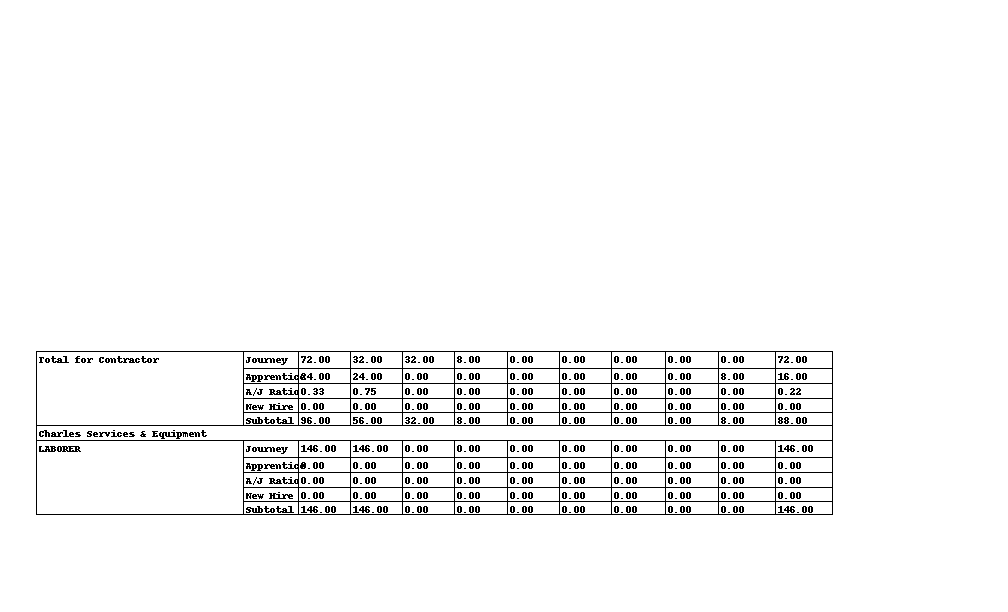 Total for Contractor Journey 72.00 32.00 32.00 8.00 0.00 0.00 0.00 0.00 0.00 72.00
Apprentice 24.00 24.00 0.00 0.00 0.00 0.00 0.00 0.00 8.00 16.00
A/J Ratio 0.33 0.75 0.00 0.00 0.00 0.00 0.00 0.00 0.00 0.22
New Hire 0.00 0.00 0.00 0.00 0.00 0.00 0.00 0.00 0.00 0.00
Subtotal 96.00 56.00 32.00 8.00 0.00 0.00 0.00 0.00 8.00 88.00
Charles Services & Equipment
LABORER Journey 146.00 146.00 0.00 0.00 0.00 0.00 0.00 0.00 0.00 146.00
Apprentice 0.00 0.00 0.00 0.00 0.00 0.00 0.00 0.00 0.00 0.00
A/J Ratio 0.00 0.00 0.00 0.00 0.00 0.00 0.00 0.00 0.00 0.00
New Hire 0.00 0.00 0.00 0.00 0.00 0.00 0.00 0.00 0.00 0.00
Subtotal 146.00 146.00 0.00 0.00 0.00 0.00 0.00 0.00 0.00 146.00